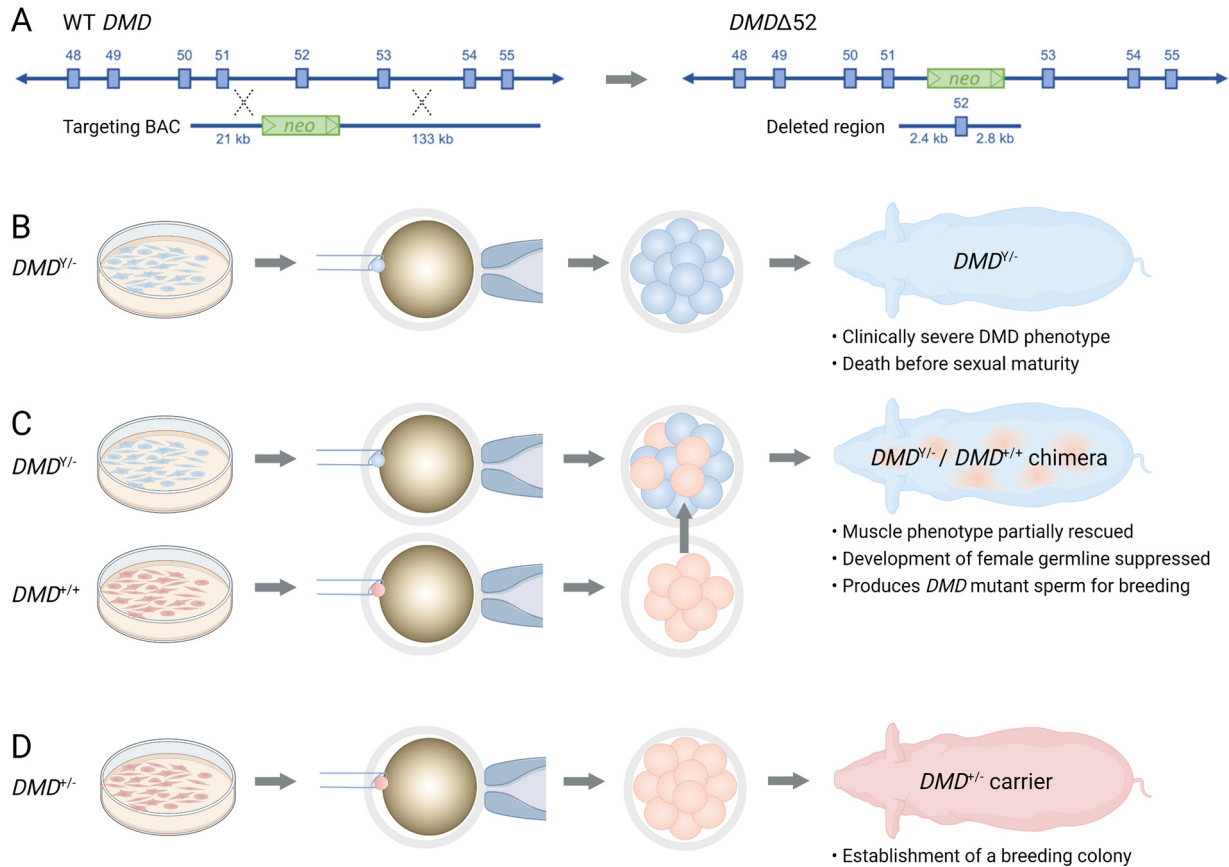 A
WT DMD
DMDΔ52
48 49 50 51 52 53 54 55
48 49 50 51 neo 53 54 55
Targeting BAC
neo
21 kb
133 kb
52
Deleted region
2.4 kb
2.8 kb
B
DMDY/-
DMDY/-
• Clinically severe DMD phenotype
• Death before sexual maturity
C
DMDY/-
DMDY/- / DMD+/+ chimera
• Muscle phenotype partially rescued
• Development of female germline suppressed
• Produces DMD mutant sperm for breeding
DMD+/+
D
DMD+/-
DMD+/- carrier
• Establishment of a breeding colony